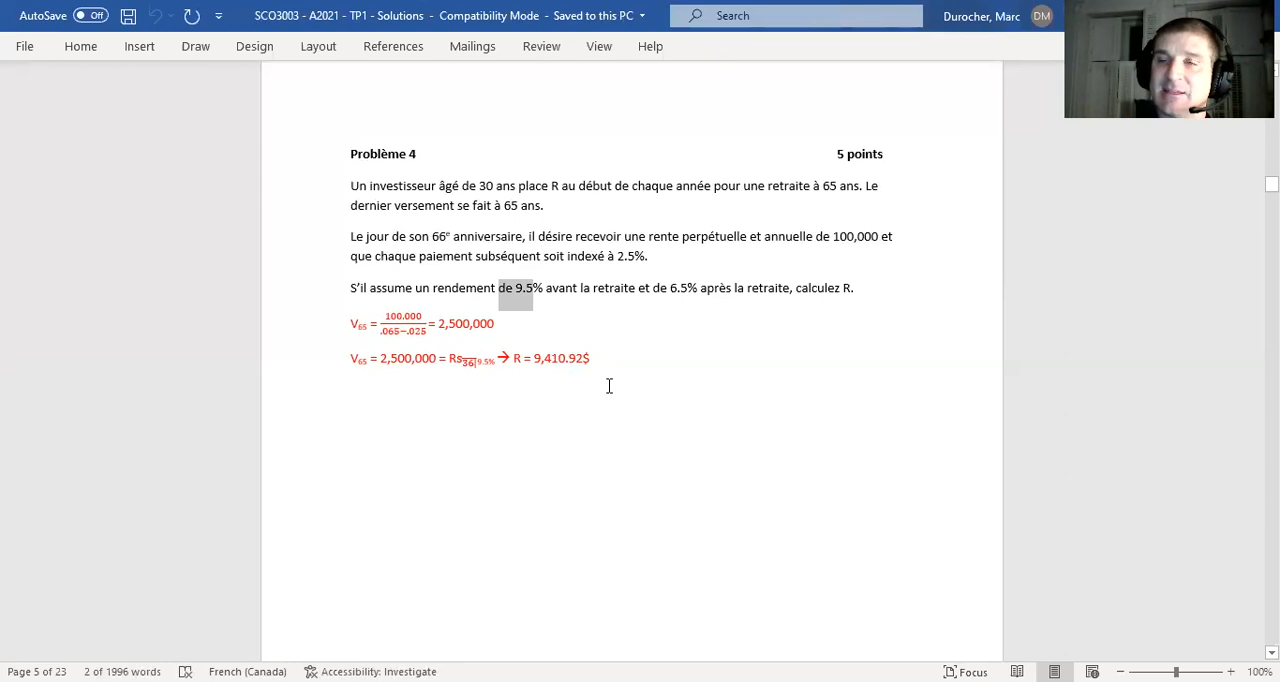 AutoSave Off SCO3003 - A2021 - TP1 - Solutions - Compatibility Mode - Saved to this PC Search Durocher, Marc DM
File Home Insert Draw Design Layout References Mailings Review View Help
Problème 4 5 points
Un investisseur âgé de 30 ans place R au début de chaque année pour une retraite à 65 ans. Le
dernier versement se fait à 65 ans.
Le jour de son 66e anniversaire, il désire recevoir une rente perpétuelle et annuelle de 100,000 et
que chaque paiement subséquent soit indexé à 2.5%.
S'il assume un rendement de 9.5% avant la retraite et de 6.5% après la retraite, calculez R.
V65 = 100,000/.065−.025 = 2,500,000
V65 = 2,500,000 = Rs36|9.5% → R = 9,410.92$
Page 5 of 23 2 of 1996 words French (Canada) Accessibility: Investigate Focus 100%